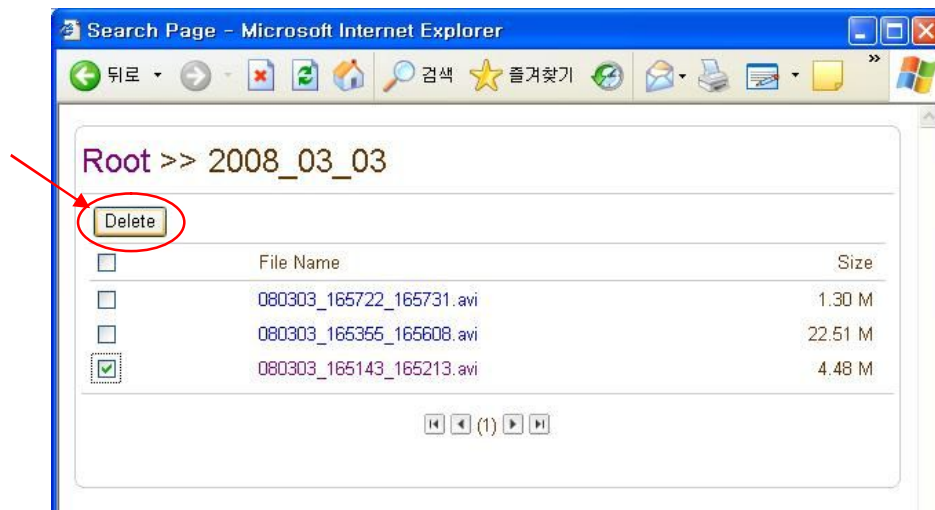 Search Page - Microsoft Internet Explorer
뒤로 검색 즐겨찾기 »
Root >> 2008_03_03
Delete
File Name Size
080303_165722_165731.avi 1.30 M
080303_165355_165608.avi 22.51 M
080303_165143_165213.avi 4.48 M
(1)